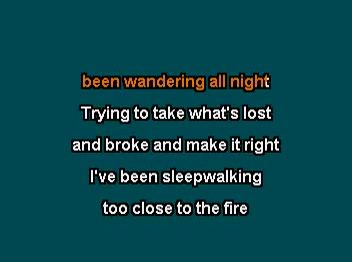 been wandering all night
Trying to take what's lost
and broke and make it right
I've been sleepwalking
too close to the fire